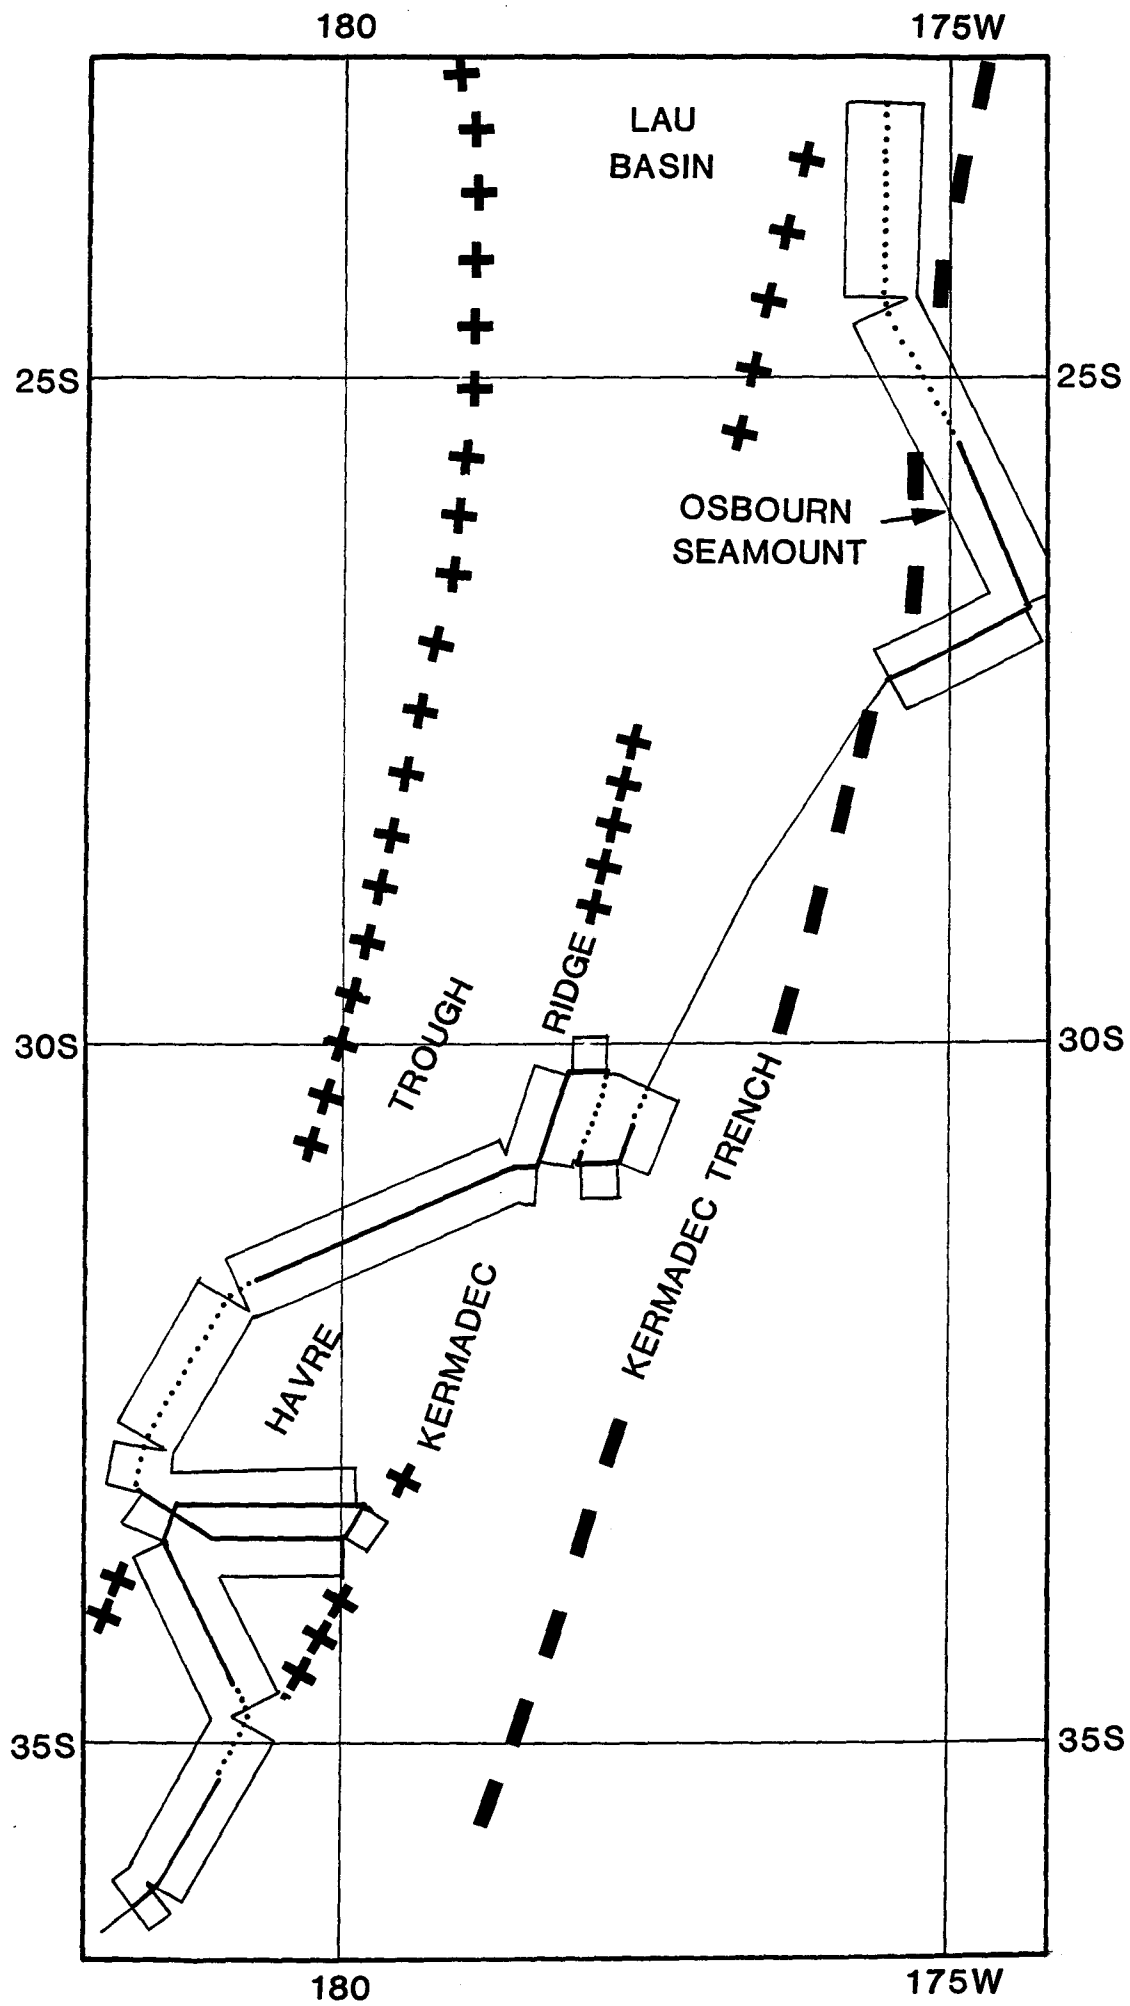 180
175W
LAU
BASIN
25S
25S
OSBOURN
SEAMOUNT
RIDGE
TROUGH
30S
30S
KERMADEC TRENCH
KERMADEC
HAVRE
35S
35S
180
175W